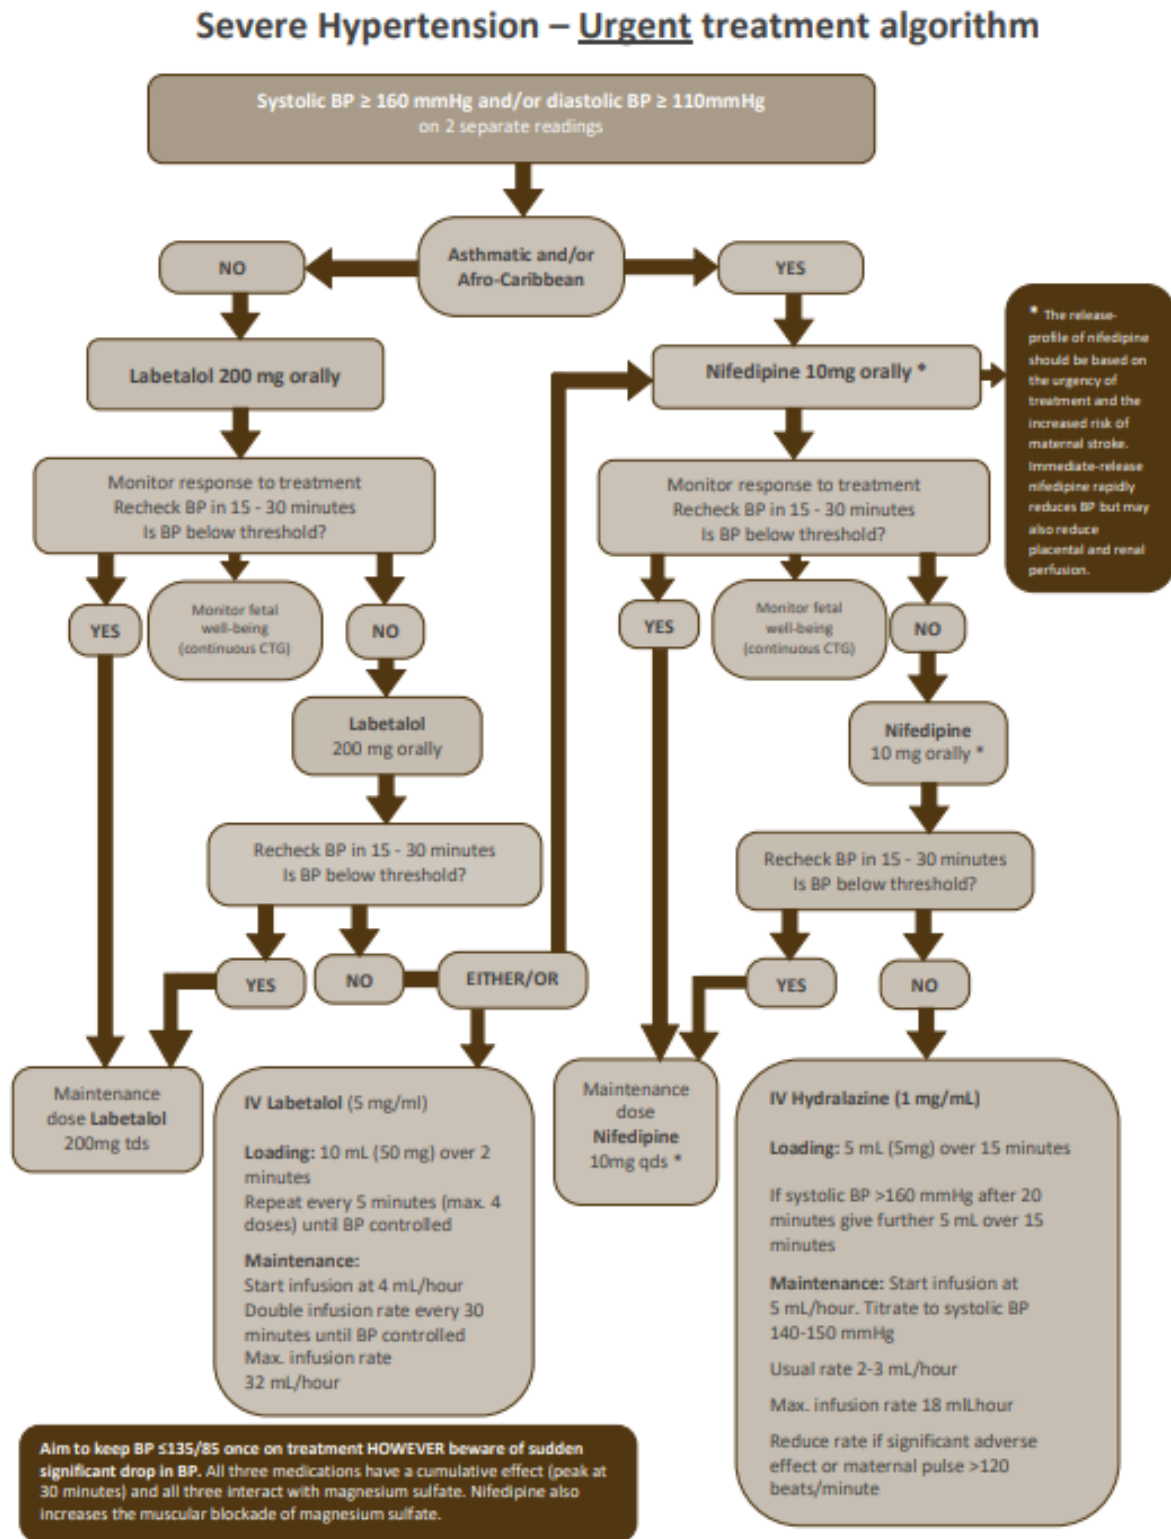 Severe Hypertension – Urgent treatment algorithm
Systolic BP ≥ 160 mmHg and/or diastolic BP ≥ 110mmHg
on 2 separate readings
Asthmatic and/or
Afro-Caribbean
NO
YES
Labetalol 200 mg orally
Nifedipine 10mg orally *
* The release-
profile of nifedipine
should be based on
the urgency of
treatment and the
increased risk of
maternal stroke.
Immediate-release
nifedipine rapidly
reduces BP but may
also reduce
placental and renal
perfusion.
Monitor response to treatment
Recheck BP in 15 - 30 minutes
Is BP below threshold?
Monitor response to treatment
Recheck BP in 15 - 30 minutes
Is BP below threshold?
YES
Monitor fetal
well-being
(continuous CTG)
NO
YES
Monitor fetal
well-being
(continuous CTG)
NO
Labetalol
200 mg orally
Nifedipine
10 mg orally *
Recheck BP in 15 - 30 minutes
Is BP below threshold?
Recheck BP in 15 - 30 minutes
Is BP below threshold?
YES
NO
EITHER/OR
YES
NO
Maintenance
dose Labetalol
200mg tds
IV Labetalol (5 mg/ml)
Loading: 10 mL (50 mg) over 2
minutes
Repeat every 5 minutes (max. 4
doses) until BP controlled
Maintenance:
Start infusion at 4 mL/hour
Double infusion rate every 30
minutes until BP controlled
Max. infusion rate
32 mL/hour
Maintenance
dose
Nifedipine
10mg qds *
IV Hydralazine (1 mg/mL)
Loading: 5 mL (5mg) over 15 minutes
If systolic BP >160 mmHg after 20
minutes give further 5 mL over 15
minutes
Maintenance: Start infusion at
5 mL/hour. Titrate to systolic BP
140-150 mmHg
Usual rate 2-3 mL/hour
Max. infusion rate 18 mlLhour
Reduce rate if significant adverse
effect or maternal pulse >120
beats/minute
Aim to keep BP ≤135/85 once on treatment HOWEVER beware of sudden
significant drop in BP. All three medications have a cumulative effect (peak at
30 minutes) and all three interact with magnesium sulfate. Nifedipine also
increases the muscular blockade of magnesium sulfate.